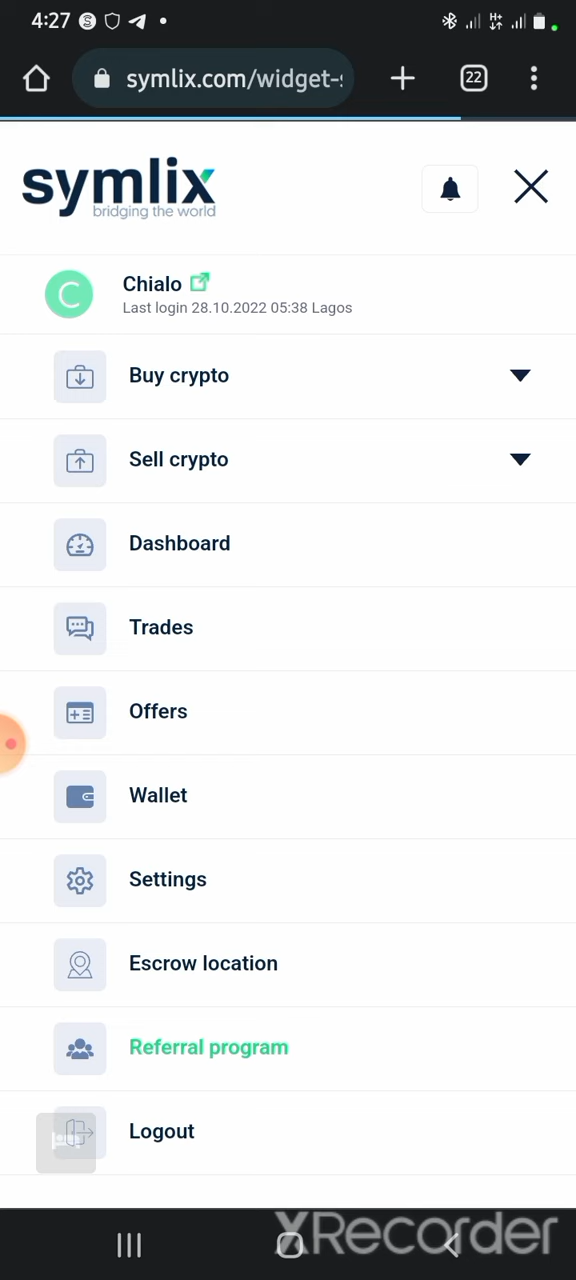 4:27
symlix.com/widget-s
22
symlix
bridging the world
C
Chialo
Last login 28.10.2022 05:38 Lagos
Buy crypto
Sell crypto
Dashboard
Trades
Offers
Wallet
Settings
Escrow location
Referral program
Logout
XRecorder